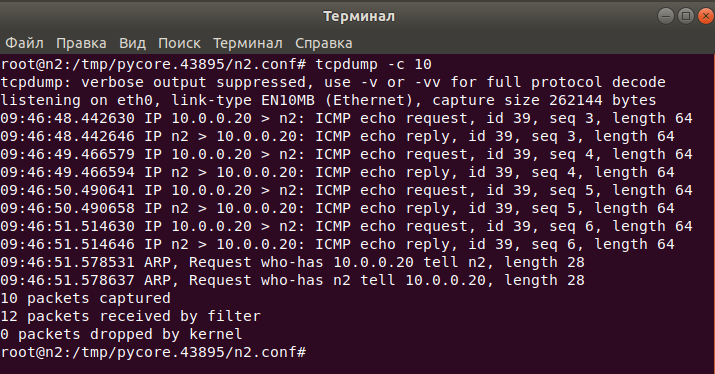 Терминал
Файл Правка Вид Поиск Терминал Справка
root@n2:/tmp/pycore.43895/n2.conf# tcpdump -c 10
tcpdump: verbose output suppressed, use -v or -vv for full protocol decode
listening on eth0, link-type EN10MB (Ethernet), capture size 262144 bytes
09:46:48.442630 IP 10.0.0.20 > n2: ICMP echo request, id 39, seq 3, length 64
09:46:48.442646 IP n2 > 10.0.0.20: ICMP echo reply, id 39, seq 3, length 64
09:46:49.466579 IP 10.0.0.20 > n2: ICMP echo request, id 39, seq 4, length 64
09:46:49.466594 IP n2 > 10.0.0.20: ICMP echo reply, id 39, seq 4, length 64
09:46:50.490641 IP 10.0.0.20 > n2: ICMP echo request, id 39, seq 5, length 64
09:46:50.490658 IP n2 > 10.0.0.20: ICMP echo reply, id 39, seq 5, length 64
09:46:51.514630 IP 10.0.0.20 > n2: ICMP echo request, id 39, seq 6, length 64
09:46:51.514646 IP n2 > 10.0.0.20: ICMP echo reply, id 39, seq 6, length 64
09:46:51.578531 ARP, Request who-has 10.0.0.20 tell n2, length 28
09:46:51.578637 ARP, Request who-has n2 tell 10.0.0.20, length 28
10 packets captured
12 packets received by filter
0 packets dropped by kernel
root@n2:/tmp/pycore.43895/n2.conf#